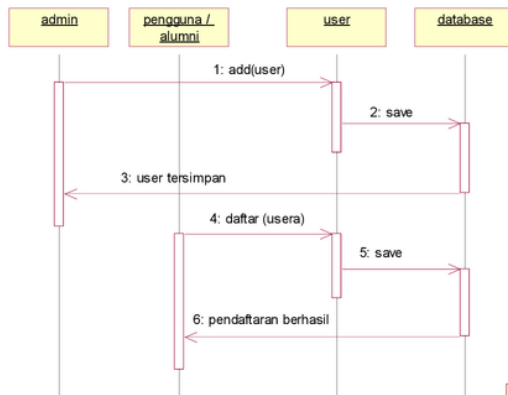 admin
pengguna /
alumni
user
database
1: add(user)
2: save
3: user tersimpan
4: daftar (usera)
5: save
6: pendaftaran berhasil